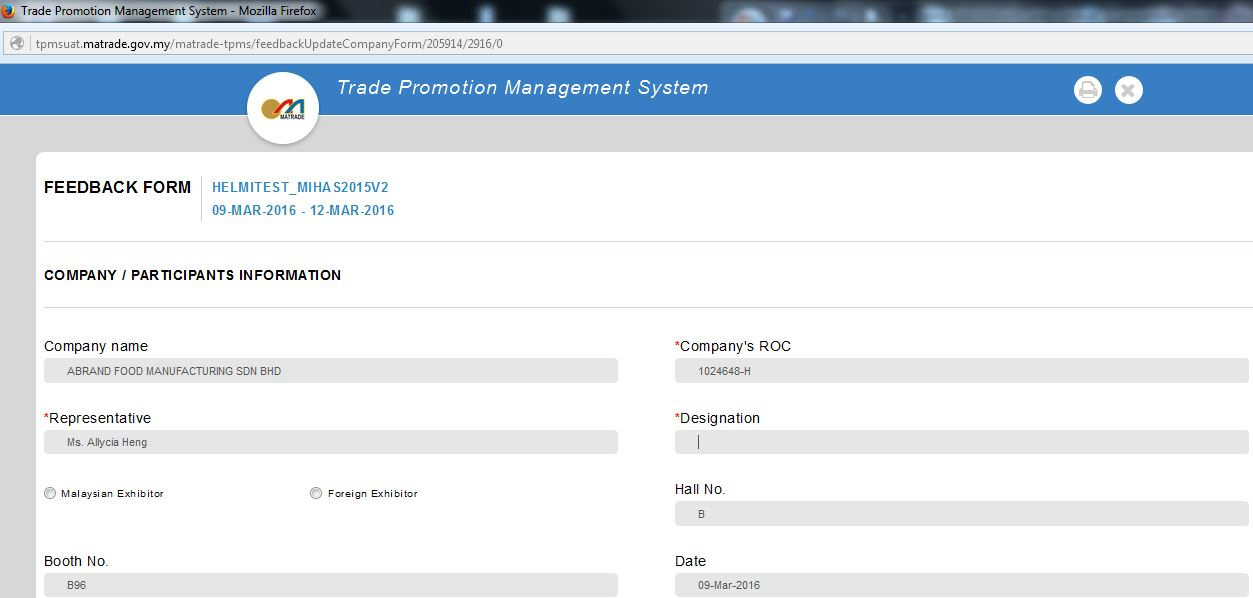 Trade Promotion Management System - Mozilla Firefox
tpmsuat.matrade.gov.my/matrade-tpms/feedbackUpdateCompanyForm/205914/2916/0
Trade Promotion Management System
MATRADE
FEEDBACK FORM
HELMITEST_MIHAS2015V2
09-MAR-2016 - 12-MAR-2016
COMPANY / PARTICIPANTS INFORMATION
Company name
*Company's ROC
ABRAND FOOD MANUFACTURING SDN BHD
1024648-H
*Representative
*Designation
Ms. Allycia Heng
Malaysian Exhibitor
Foreign Exhibitor
Hall No.
B
Booth No.
Date
B96
09-Mar-2016